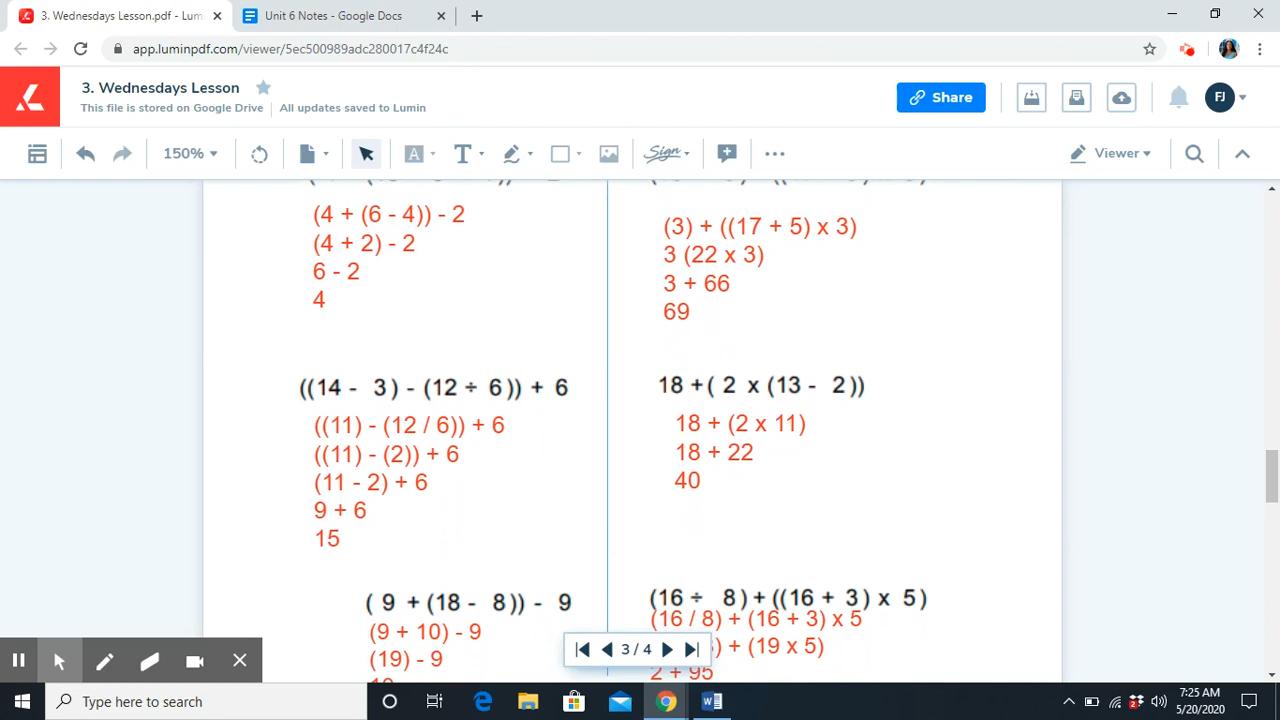 3. Wednesdays Lesson.pdf - Lumi
Unit 6 Notes - Google Docs
app.luminpdf.com/viewer/5ec500989adc280017c4f24c
3. Wednesdays Lesson
This file is stored on Google Drive
All updates saved to Lumin
Share
FJ
150%
A
T
Sign
Viewer
(4 + (6 - 4)) - 2
(4 + 2) - 2
6 - 2
4
(3) + ((17 + 5) x 3)
3 (22 x 3)
3 + 66
69
((14 - 3) - (12 ÷ 6)) + 6
((11) - (12 / 6)) + 6
((11) - (2)) + 6
(11 - 2) + 6
9 + 6
15
18 +( 2 x (13 - 2))
18 + (2 x 11)
18 + 22
40
( 9 + (18 - 8)) - 9
(9 + 10) - 9
(19) - 9
(16 ÷ 8) + ((16 + 3) x 5)
(16 / 8) + (16 + 3) x 5
) + (19 x 5)
2 + 95
3 / 4
Type here to search
7:25 AM
5/20/2020